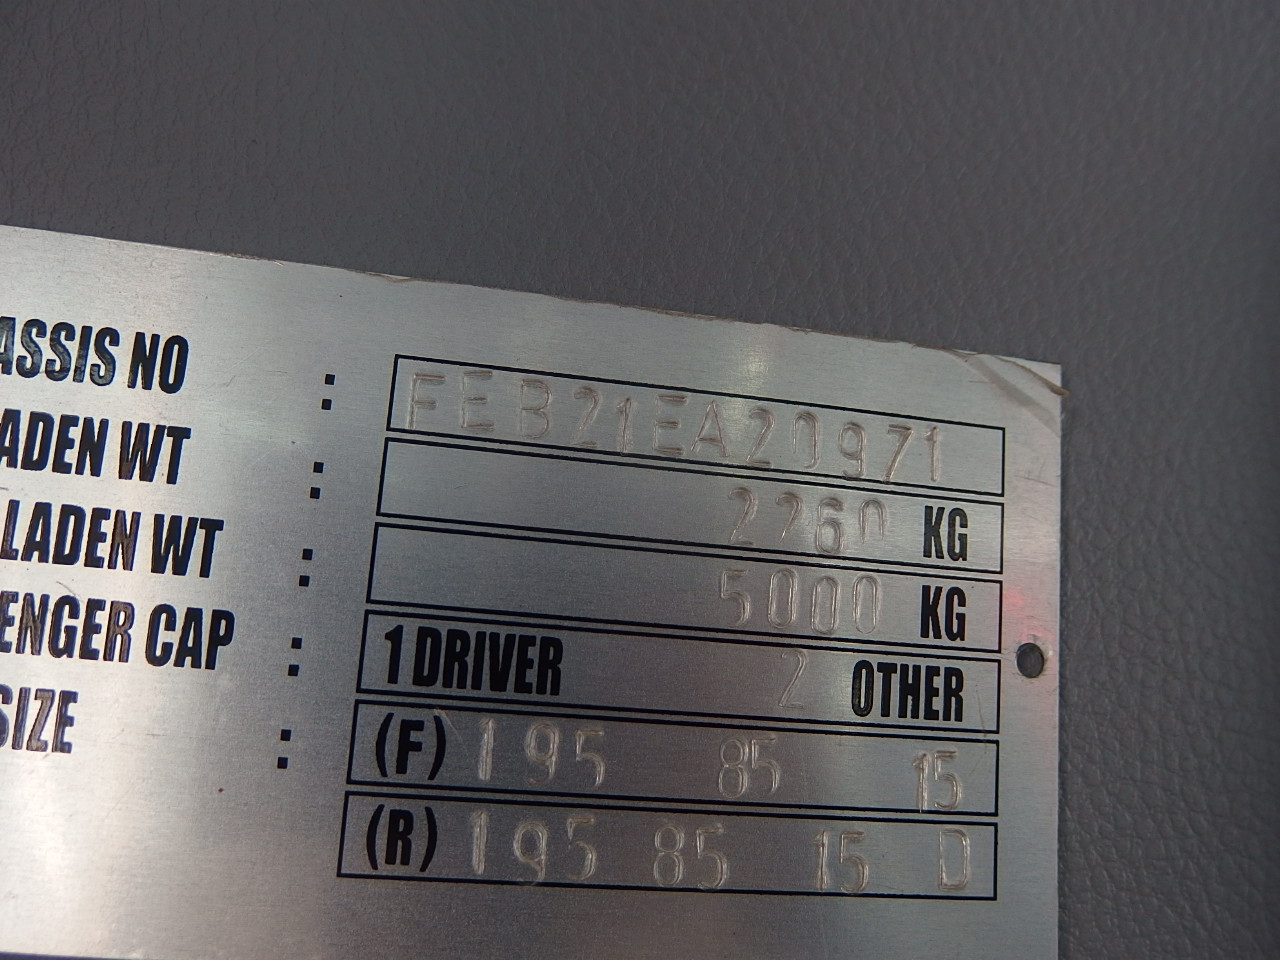 ASSIS NO : FEB21EA20971
ADEN WT : 2260 KG
LADEN WT : 5000 KG
ENGER CAP : 1 DRIVER 2 OTHER
SIZE : (F) 195 85 15
(R) 195 85 15 D